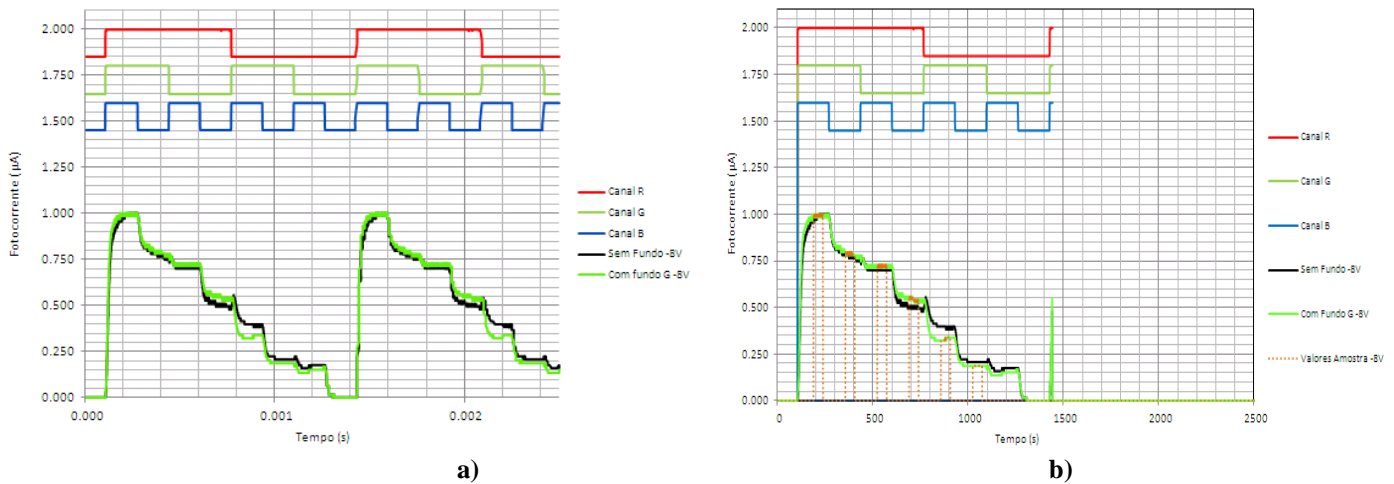 2.000
1.750
1.500
1.250
1.000
0.750
0.500
0.250
0.000
Fotocorrente (µA)
0.000
0.001
0.002
Tempo (s)
Canal R
Canal G
Canal B
Sem Fundo -BV
Com fundo G -BV
a)
2.000
1.750
1.500
1.250
1.000
0.750
0.500
0.250
0.000
Fotocorrente (µA)
0
500
1000
1500
2000
2500
Tempo (s)
Canal R
Canal G
Canal B
Sem Fundo -BV
Com Fundo G -BV
Valores Amostra -BV
b)